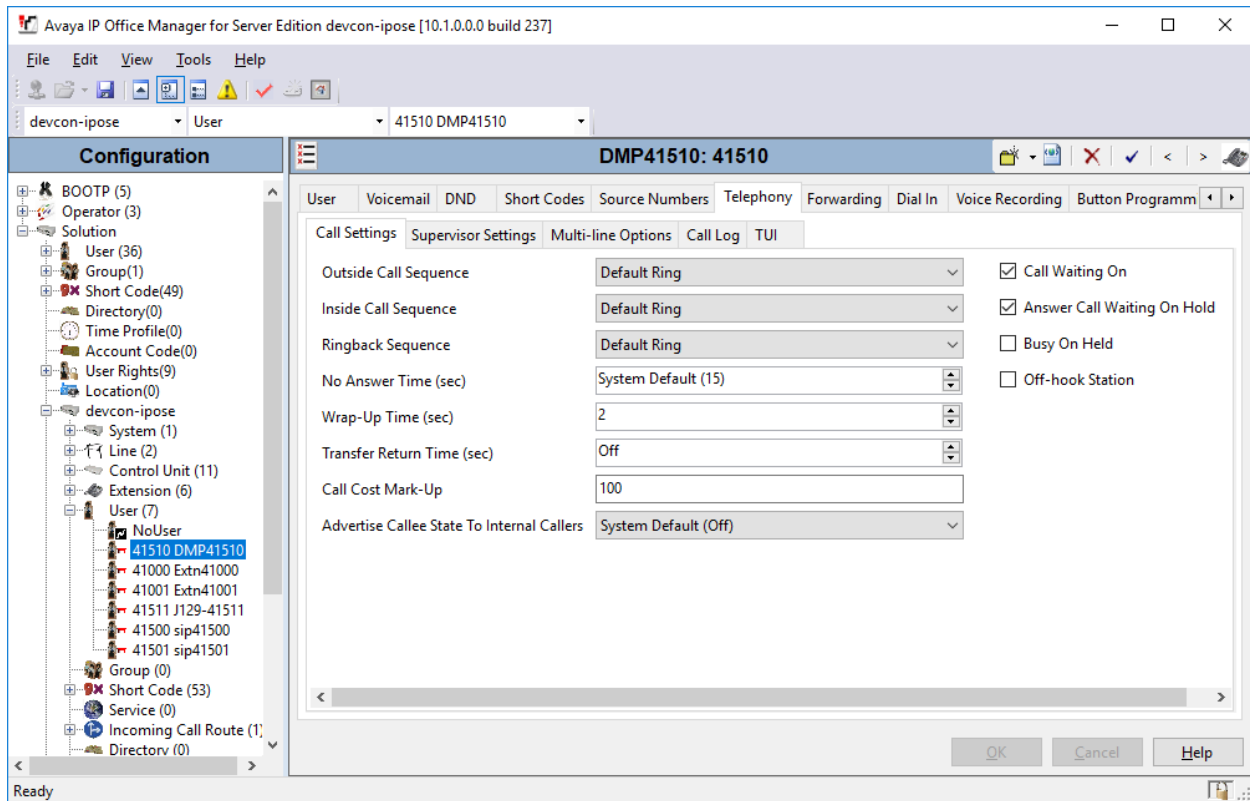 Avaya IP Office Manager for Server Edition devcon-ipose [10.1.0.0.0 build 237]
File Edit View Tools Help
devcon-ipose User 41510 DMP41510
Configuration
BOOTP (5)
Operator (3)
Solution
User (36)
Group(1)
Short Code(49)
Directory(0)
Time Profile(0)
Account Code(0)
User Rights(9)
Location(0)
devcon-ipose
System (1)
Line (2)
Control Unit (11)
Extension (6)
User (7)
NoUser
41510 DMP41510
41000 Extn41000
41001 Extn41001
41511 J129-41511
41500 sip41500
41501 sip41501
Group (0)
Short Code (53)
Service (0)
Incoming Call Route (1)
Directory (0)
DMP41510: 41510
User Voicemail DND Short Codes Source Numbers Telephony Forwarding Dial In Voice Recording Button Programm
Call Settings Supervisor Settings Multi-line Options Call Log TUI
Outside Call Sequence Default Ring Call Waiting On
Inside Call Sequence Default Ring Answer Call Waiting On Hold
Ringback Sequence Default Ring Busy On Held
No Answer Time (sec) System Default (15) Off-hook Station
Wrap-Up Time (sec) 2
Transfer Return Time (sec) Off
Call Cost Mark-Up 100
Advertise Callee State To Internal Callers System Default (Off)
OK Cancel Help
Ready